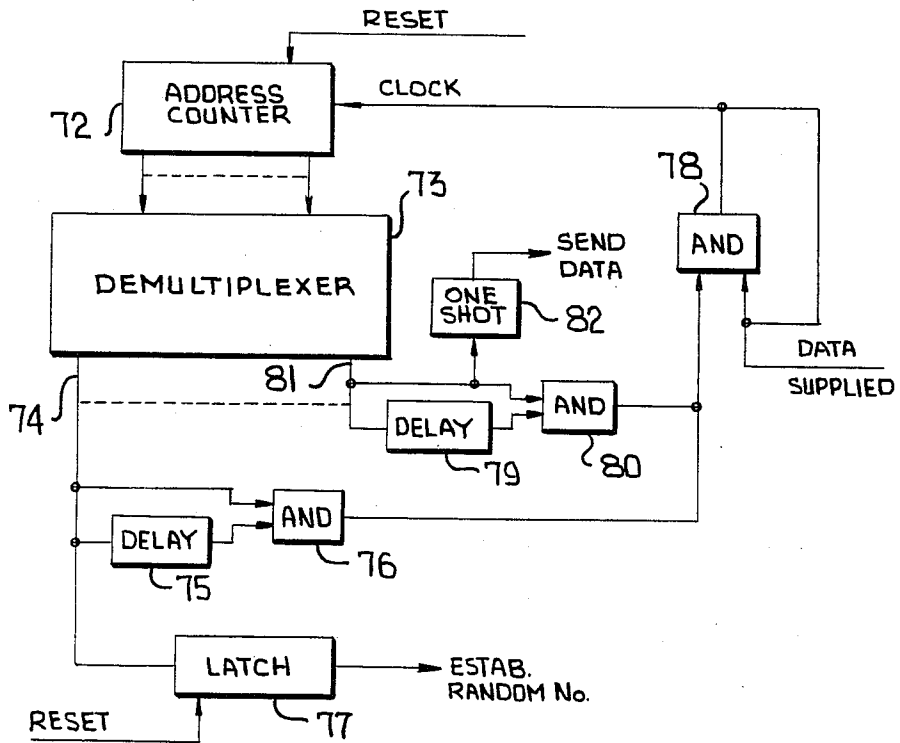 RESET
ADDRESS
COUNTER
72
CLOCK
78
AND
73
DEMULTIPLEXER
SEND
DATA
ONE
SHOT
82
DATA
SUPPLIED
74
81
DELAY
79
AND
80
DELAY
75
AND
76
LATCH
77
ESTAB.
RANDOM No.
RESET